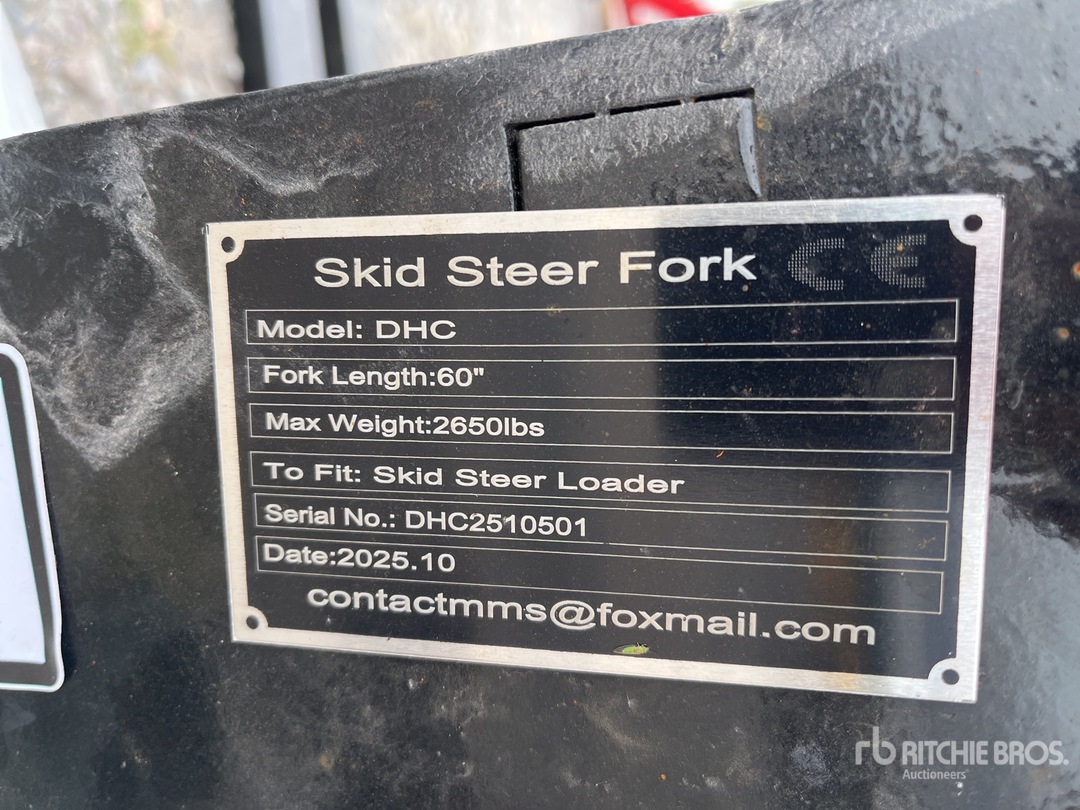 Skid Steer Fork CE
Model: DHC
Fork Length:60"
Max Weight:2650lbs
To Fit: Skid Steer Loader
Serial No.: DHC2510501
Date:2025.10
contactmms@foxmail.com
rb RITCHIE BROS.
Auctioneers